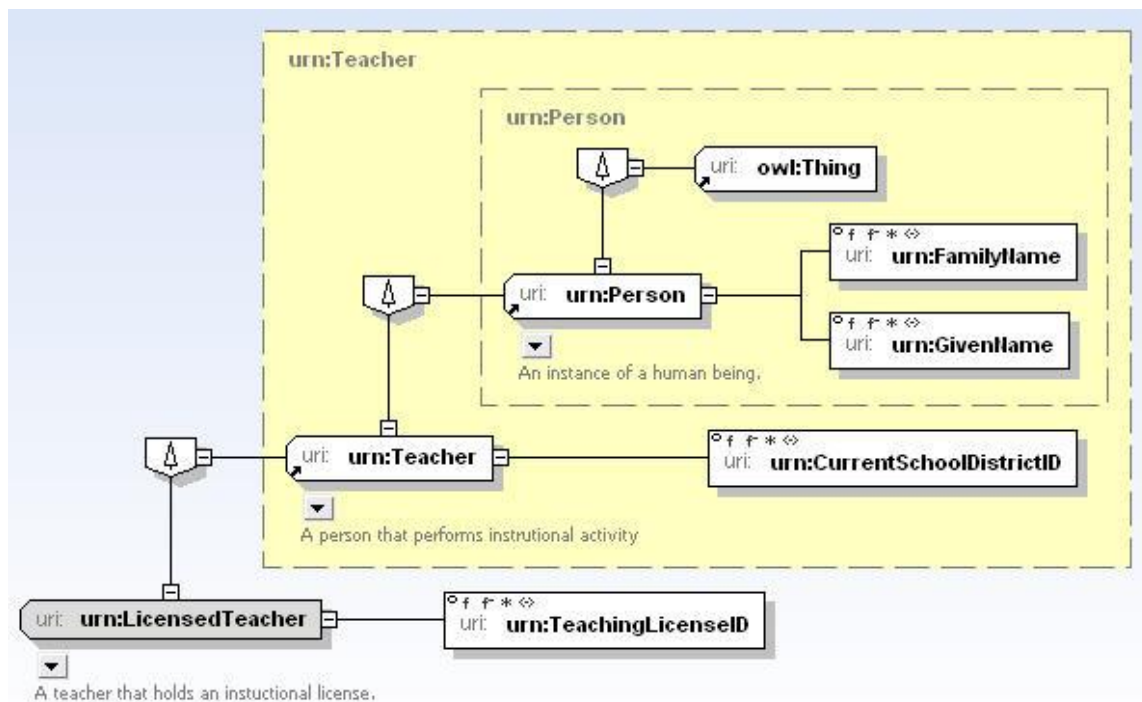 urn:Teacher
urn:Person
uri: owl:Thing
uri: urn:FamilyName
uri: urn:Person
uri: urn:GivenName
An instance of a human being.
uri: urn:Teacher
uri: urn:CurrentSchoolDistrictID
A person that performs instrutional activity
uri: urn:LicensedTeacher
uri: urn:TeachingLicenseID
A teacher that holds an instuctional license.